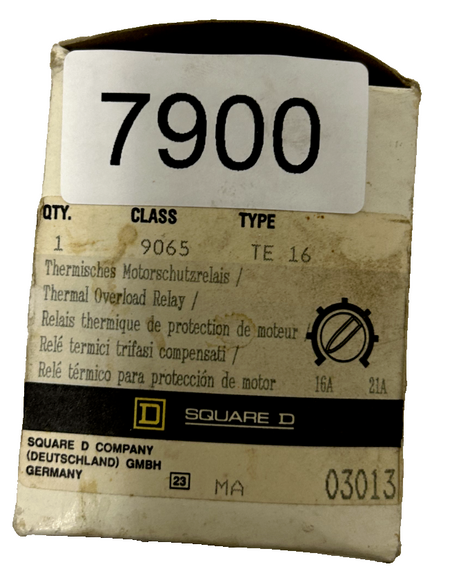 7900
QTY. CLASS TYPE
1 9065 TE 16
Thermisches Motorschutzrelais /
Thermal Overload Relay /
Relais thermique de protection de moteur
Relé termici trifasi compensati /
Relé térmico para protección de motor
16A 21A
D SQUARE D
SQUARE D COMPANY
(DEUTSCHLAND) GMBH
GERMANY
23 MA 03013